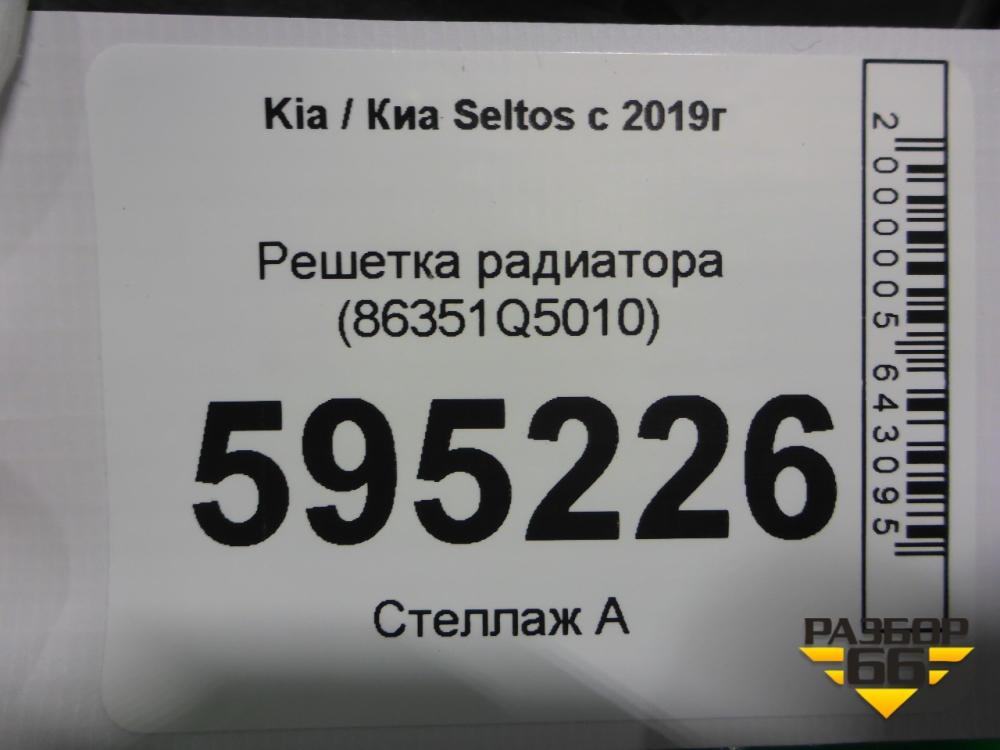 Kia / Киа Seltos с 2019г
Решетка радиатора
(86351Q5010)
595226
Стеллаж А
2000005643095
РАЗБОР
66